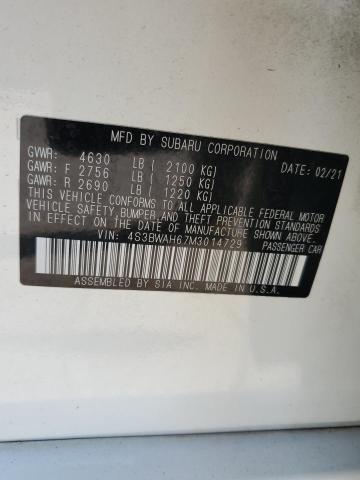 MFD BY SUBARU CORPORATION
GVWR: 4630 LB ( 2100 KG) DATE: 02/21
GAWR: F 2756 LB ( 1250 KG)
GAWR: R 2690 LB ( 1220 KG)
THIS VEHICLE CONFORMS TO ALL APPLICABLE FEDERAL MOTOR
VEHICLE SAFETY, BUMPER, AND THEFT PREVENTION STANDARDS
IN EFFECT ON THE DATE OF MANUFACTURE SHOWN ABOVE.
VIN: 4S3BWAH67M3014729 PASSENGER CAR
ASSEMBLED BY SIA INC. MADE IN U.S.A.